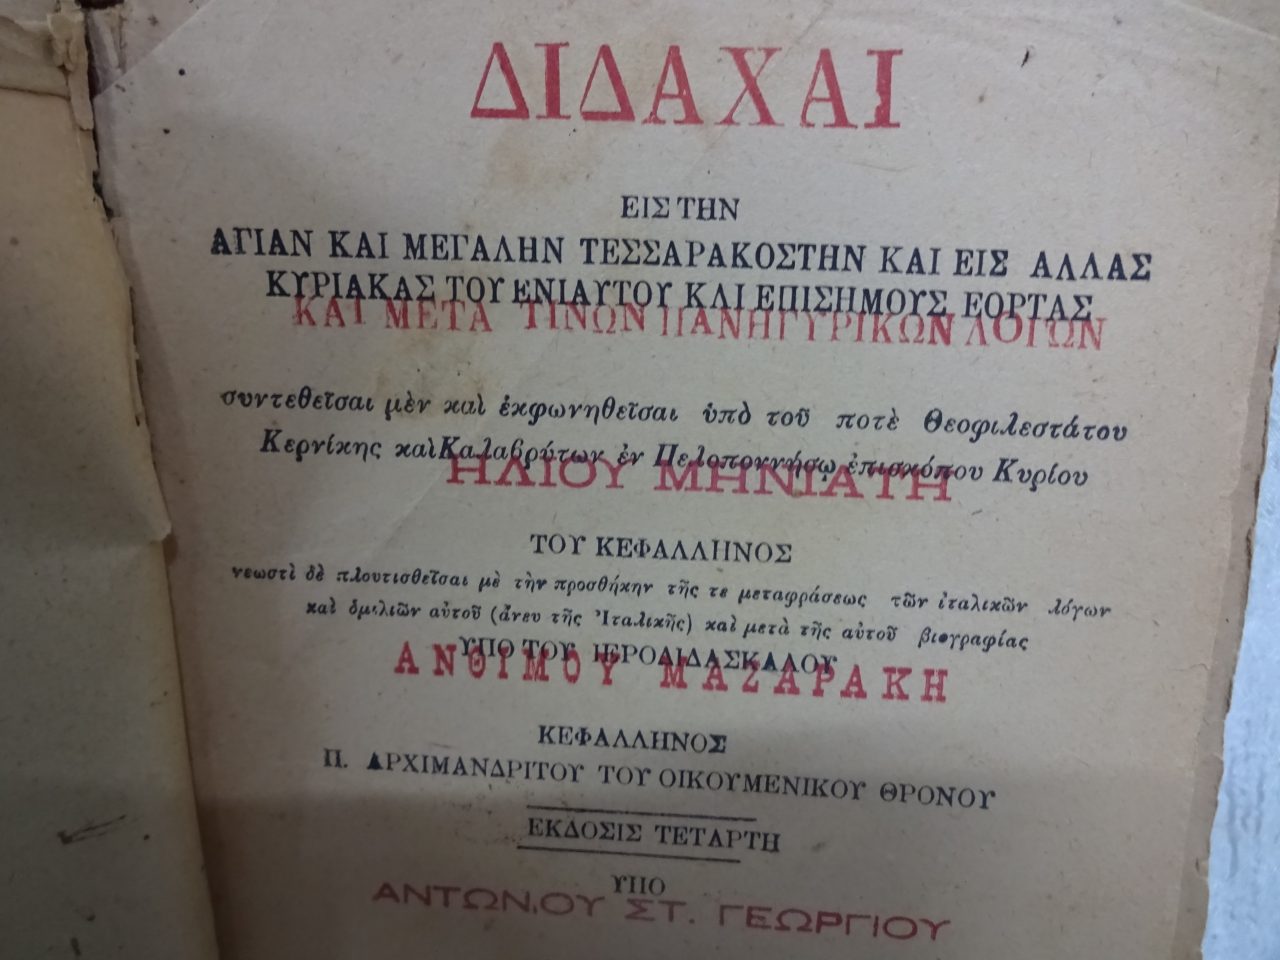 ΔΙΔΑΧΑΙ
ΕΙΣ ΤΗΝ
ΑΓΙΑΝ ΚΑΙ ΜΕΓΑΛΗΝ ΤΕΣΣΑΡΑΚΟΣΤΗΝ ΚΑΙ ΕΙΣ ΑΛΛΑΣ
ΚΥΡΙΑΚΑΣ ΤΟΥ ΕΝΙΑΥΤΟΥ ΚΑΙ ΕΠΙΣΗΜΟΥΣ ΕΟΡΤΑΣ
ΚΑΙ ΜΕΤΑ ΤΙΝΩΝ ΠΑΝΗΓΥΡΙΚΩΝ ΛΟΓΩΝ
συντεθεῖσαι μὲν καὶ ἐκφωνηθεῖσαι ὑπὸ τοῦ ποτὲ Θεοφιλεστάτου
Κερνίκης καὶ Καλαβρύτων ἐν Πελοποννήσῳ ἐπισκόπου Κυρίου
ΗΛΙΟΥ ΜΗΝΙΑΤΗ
ΤΟΥ ΚΕΦΑΛΛΗΝΟΣ
νεωστὶ δὲ πλουτισθεῖσαι μὲ τὴν προσθήκην τῆς τε μεταφράσεως τῶν ἰταλικῶν λόγων
καὶ ὁμιλιῶν αὐτοῦ (ἄνευ τῆς Ἰταλικῆς) καὶ μετὰ τῆς αὐτοῦ βιογραφίας
ΥΠΟ ΤΟΥ ΙΕΡΟΔΙΔΑΣΚΑΛΟΥ
ΑΝΘΙΜΟΥ ΜΑΖΑΡΑΚΗ
ΚΕΦΑΛΛΗΝΟΣ
Π. ΑΡΧΙΜΑΝΔΡΙΤΟΥ ΤΟΥ ΟΙΚΟΥΜΕΝΙΚΟΥ ΘΡΟΝΟΥ
ΕΚΔΟΣΙΣ ΤΕΤΑΡΤΗ
ΥΠΟ
ΑΝΤΩΝΙΟΥ ΣΤ. ΓΕΩΡΓΙΟΥ